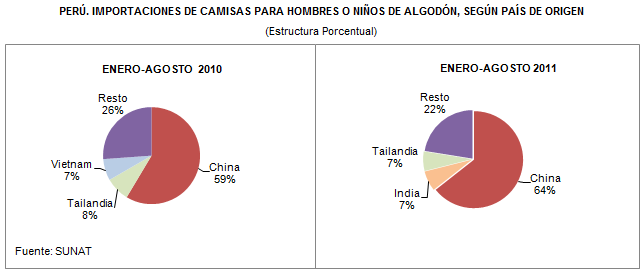 PERÚ. IMPORTACIONES DE CAMISAS PARA HOMBRES O NIÑOS DE ALGODÓN, SEGÚN PAÍS DE ORIGEN
(Estructura Porcentual)
ENERO-AGOSTO 2010
Resto
26%
Vietnam
7%
Tailandia
8%
China
59%
Fuente: SUNAT
ENERO-AGOSTO 2011
Resto
22%
Tailandia
7%
India
7%
China
64%